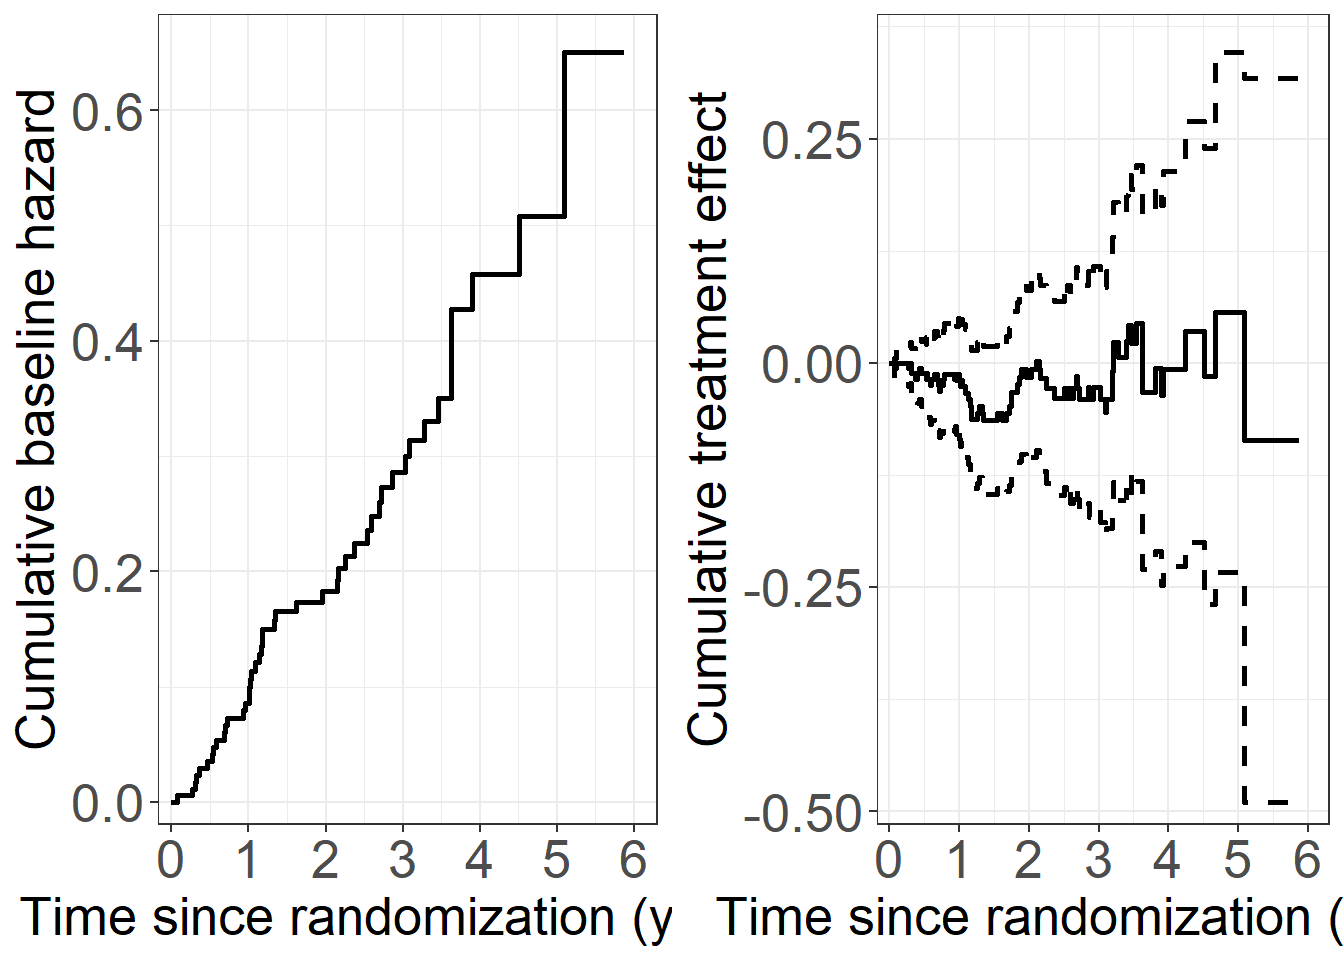 Cumulative baseline hazard
0.6
0.4
0.2
0.0
0 1 2 3 4 5 6
Time since randomization (y
Cumulative treatment effect
0.25
0.00
-0.25
-0.50
0 1 2 3 4 5 6
Time since randomization (